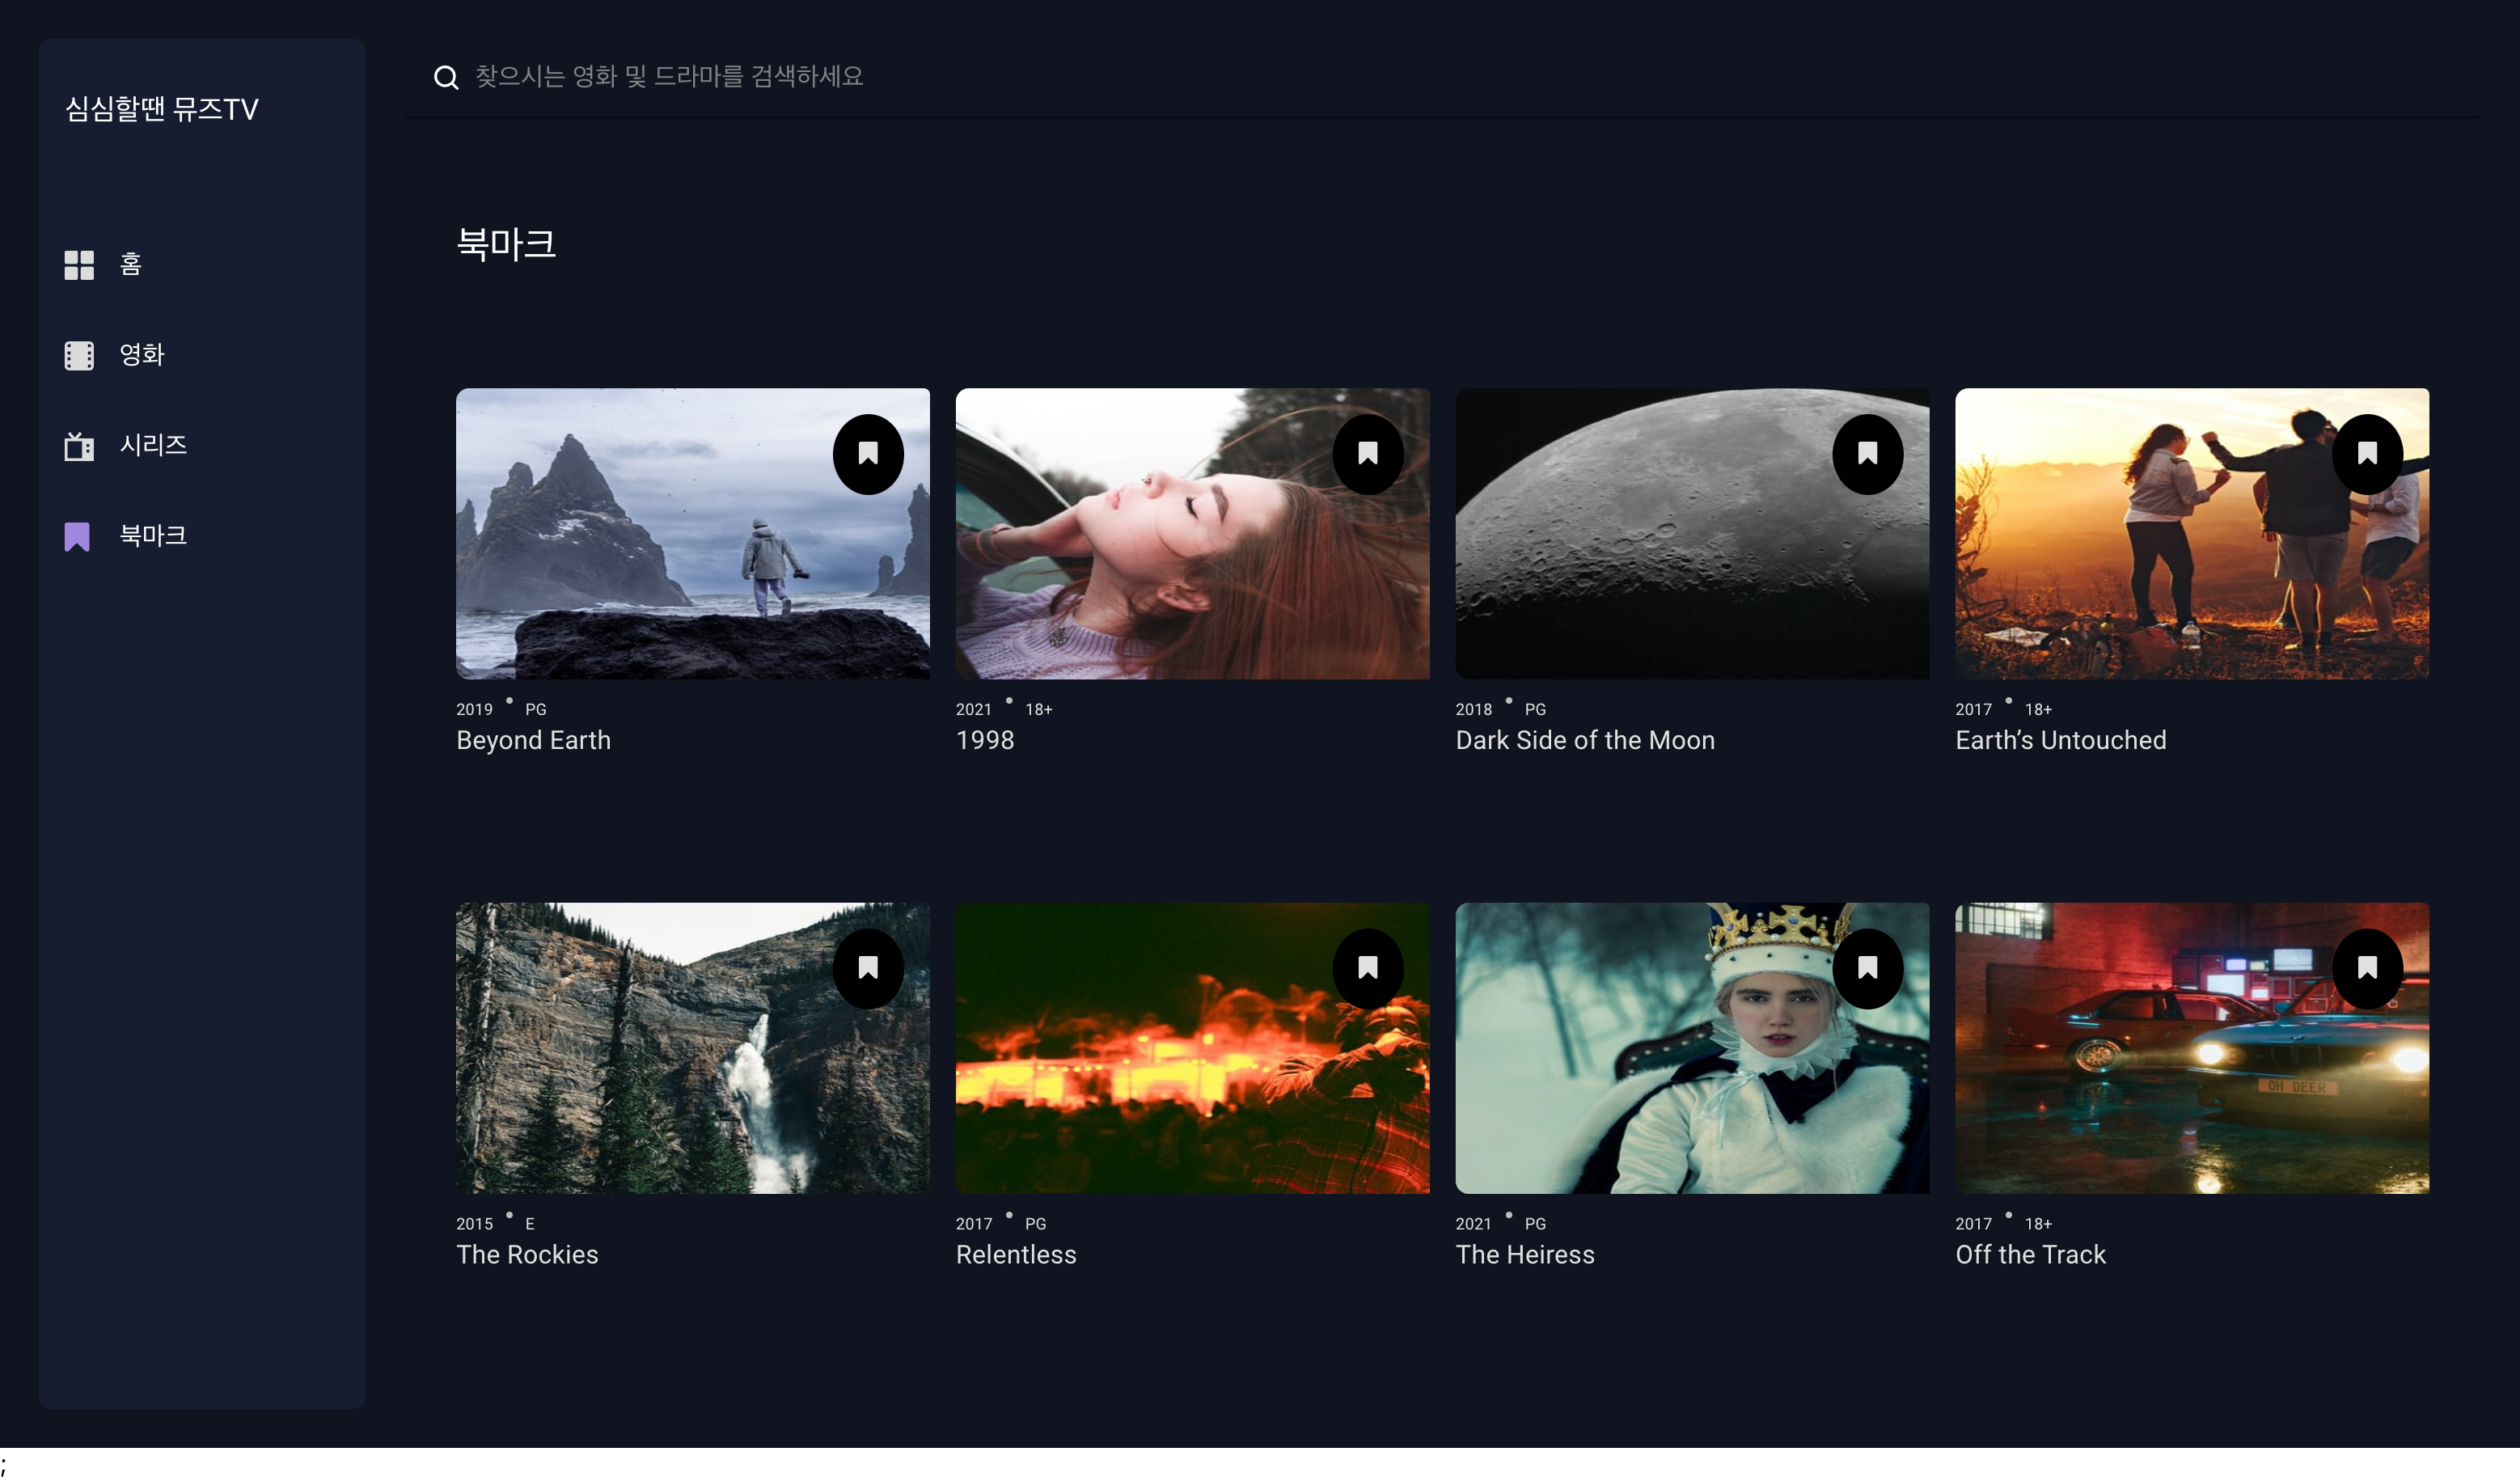 심심할땐 뮤즈TV
찾으시는 영화 및 드라마를 검색하세요
홈
영화
시리즈
북마크
북마크
2019 • PG
Beyond Earth
2021 • 18+
1998
2018 • PG
Dark Side of the Moon
2017 • 18+
Earth’s Untouched
2015 • E
The Rockies
2017 • PG
Relentless
2021 • PG
The Heiress
OH DEER
2017 • 18+
Off the Track
;